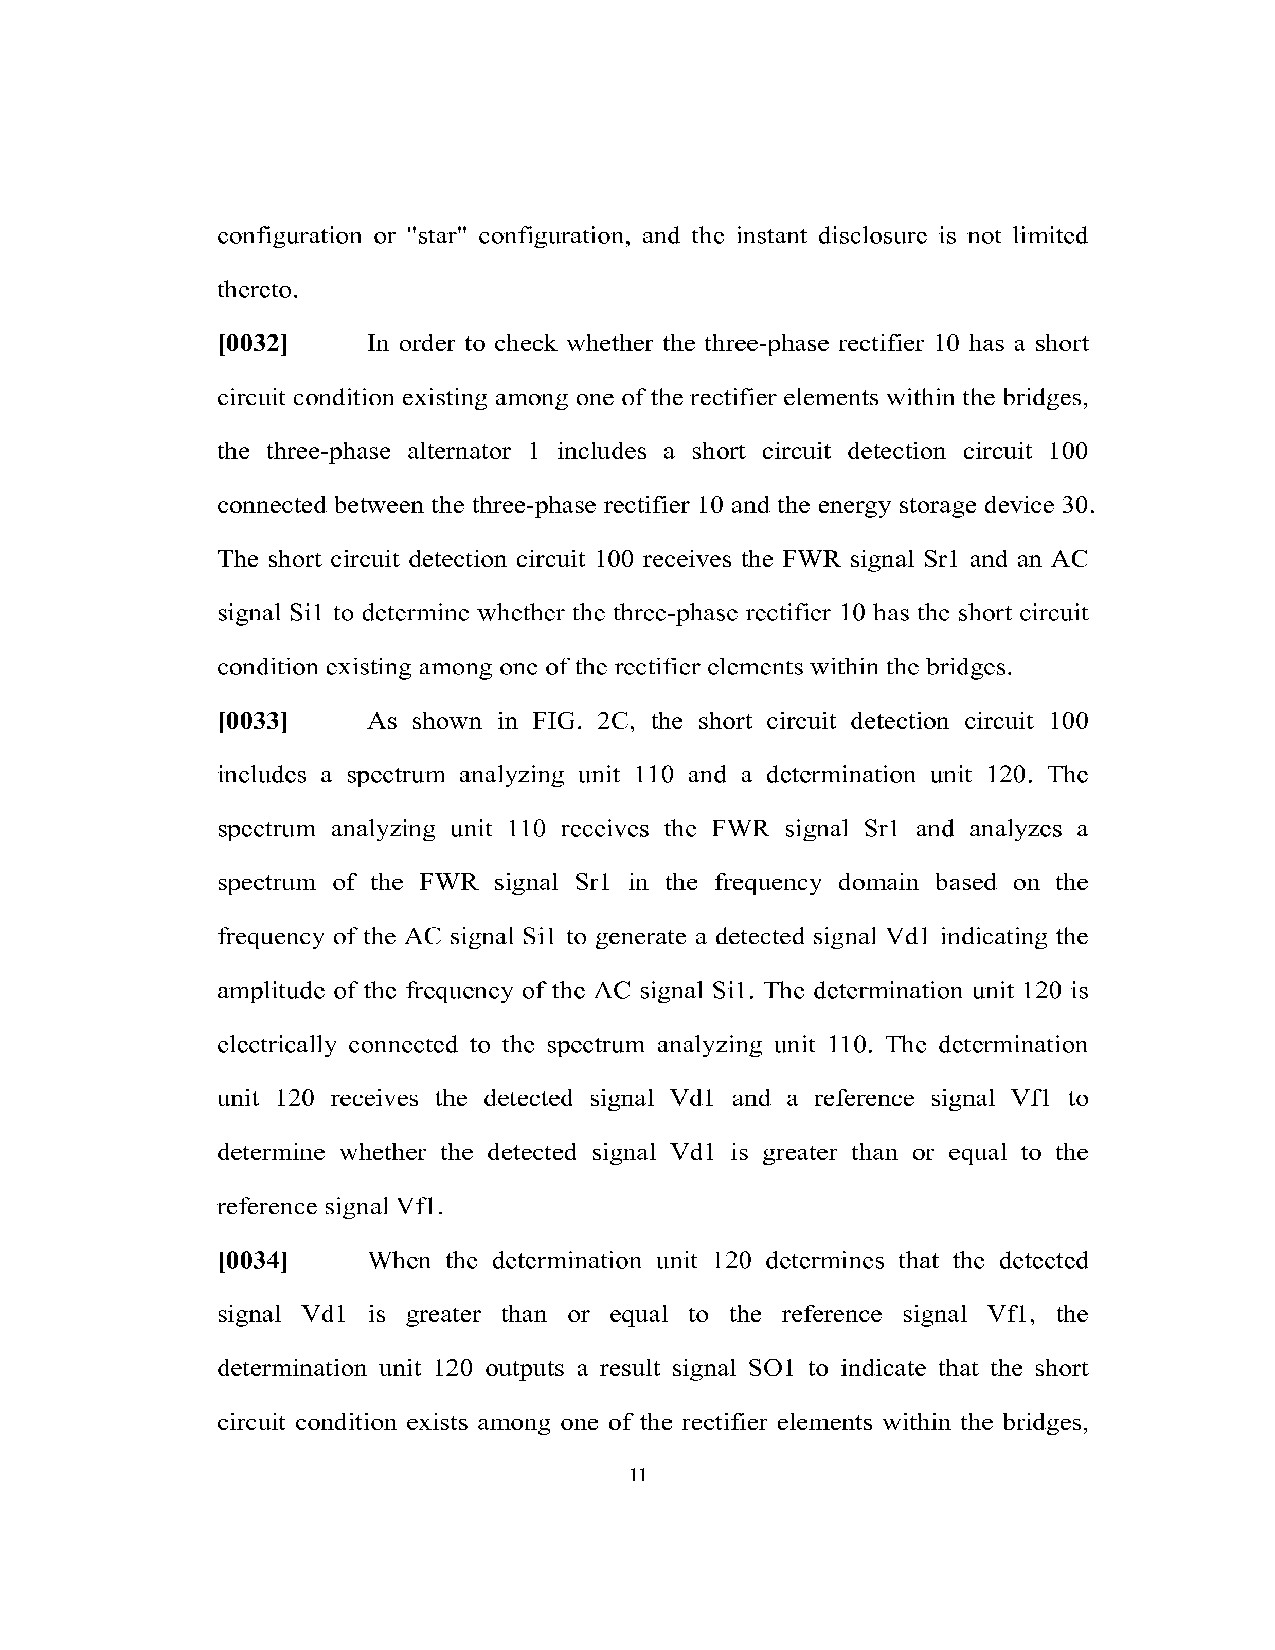 configuration or "star" configuration, and the instant disclosure is not limited
thereto.
[0032] In order to check whether the three-phase rectifier 10 has a short
circuit condition existing among one of the rectifier elements within the bridges,
the three-phase alternator 1 includes a short circuit detection circuit 100
connected between the three-phase rectifier 10 and the energy storage device 30.
The short circuit detection circuit 100 receives the FWR signal Sr1 and an AC
signal Si1 to determine whether the three-phase rectifier 10 has the short circuit
condition existing among one of the rectifier elements within the bridges.
[0033] As shown in FIG. 2C, the short circuit detection circuit 100
includes a spectrum analyzing unit 110 and a determination unit 120. The
spectrum analyzing unit 110 receives the FWR signal Sr1 and analyzes a
spectrum of the FWR signal Sr1 in the frequency domain based on the
frequency of the AC signal Si1 to generate a detected signal Vd1 indicating the
amplitude of the frequency of the AC signal Si1. The determination unit 120 is
electrically connected to the spectrum analyzing unit 110. The determination
unit 120 receives the detected signal Vd1 and a reference signal Vf1 to
determine whether the detected signal Vd1 is greater than or equal to the
reference signal Vf1.
[0034] When the determination unit 120 determines that the detected
signal Vd1 is greater than or equal to the reference signal Vf1, the
determination unit 120 outputs a result signal SO1 to indicate that the short
circuit condition exists among one of the rectifier elements within the bridges,
11